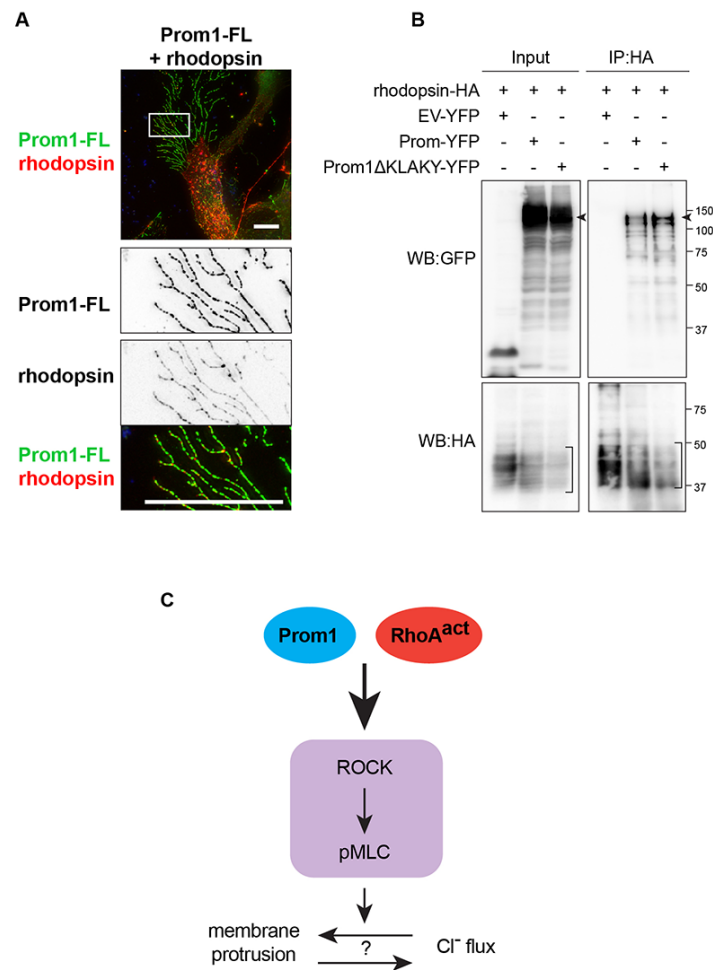 A
Prom1-FL
+ rhodopsin
Prom1-FL
rhodopsin
Prom1-FL
rhodopsin
Prom1-FL
rhodopsin
B
Input IP:HA
rhodopsin-HA + + + + + +
EV-YFP + - - + - -
Prom-YFP - + - - + -
Prom1ΔKLAKY-YFP - - + - - +
WB:GFP
150
100
75
50
37
WB:HA
75
50
37
C
Prom1 RhoAact
ROCK
pMLC
membrane
protrusion
?
Cl- flux